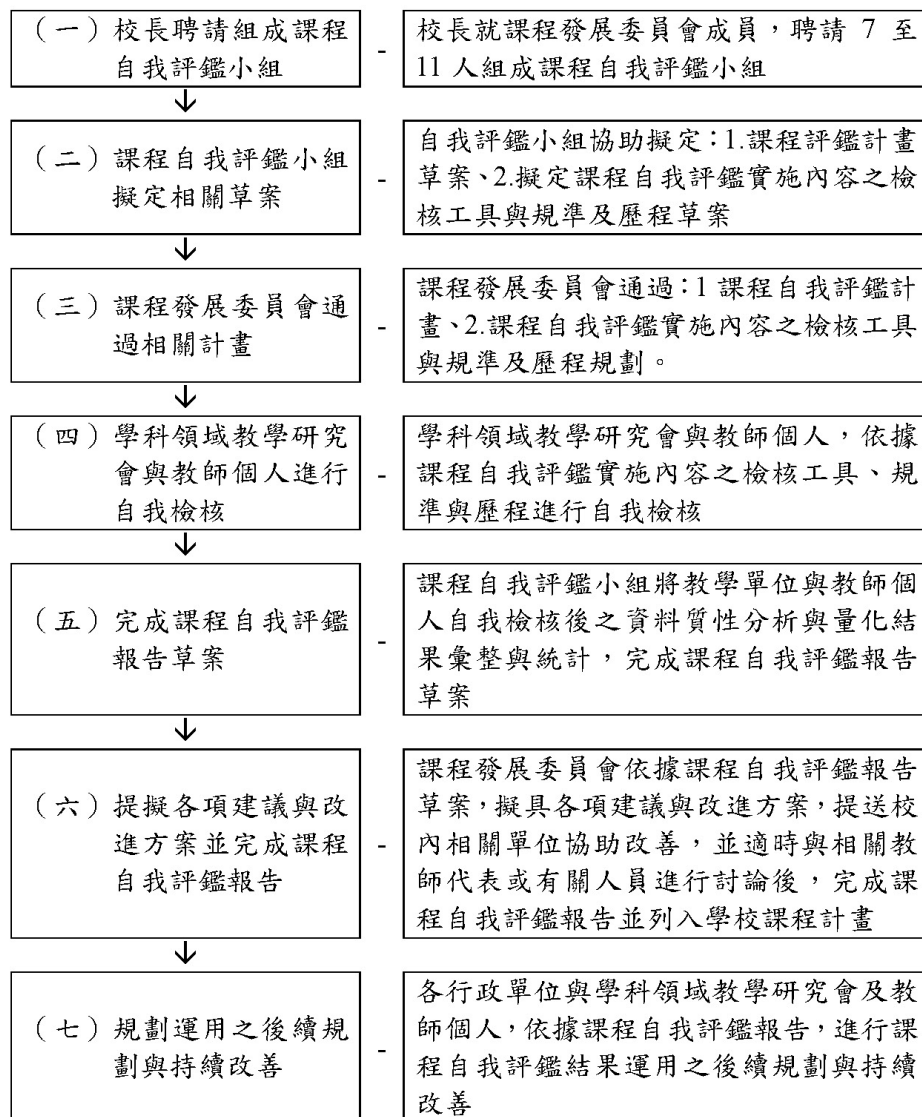 （一）校長聘請組成課程
自我評鑑小組
-
校長就課程發展委員會成員，聘請 7 至
11 人組成課程自我評鑑小組
↓
（二）課程自我評鑑小組
擬定相關草案
-
自我評鑑小組協助擬定：1.課程評鑑計畫
草案、2.擬定課程自我評鑑實施內容之檢
核工具與規準及歷程草案
↓
（三）課程發展委員會通
過相關計畫
-
課程發展委員會通過：1 課程自我評鑑計
畫、2.課程自我評鑑實施內容之檢核工具
與規準及歷程規劃。
↓
（四）學科領域教學研究
會與教師個人進行
自我檢核
-
學科領域教學研究會與教師個人，依據
課程自我評鑑實施內容之檢核工具、規
準與歷程進行自我檢核
↓
（五）完成課程自我評鑑
報告草案
-
課程自我評鑑小組將教學單位與教師個
人自我檢核後之資料質性分析與量化結
果彙整與統計，完成課程自我評鑑報告
草案
↓
（六）提擬各項建議與改
進方案並完成課程
自我評鑑報告
-
課程發展委員會依據課程自我評鑑報告
草案，擬具各項建議與改進方案，提送校
內相關單位協助改善，並適時與相關教
師代表或有關人員進行討論後，完成課
程自我評鑑報告並列入學校課程計畫
↓
（七）規劃運用之後續規
劃與持續改善
-
各行政單位與學科領域教學研究會及教
師個人，依據課程自我評鑑報告，進行課
程自我評鑑結果運用之後續規劃與持續
改善